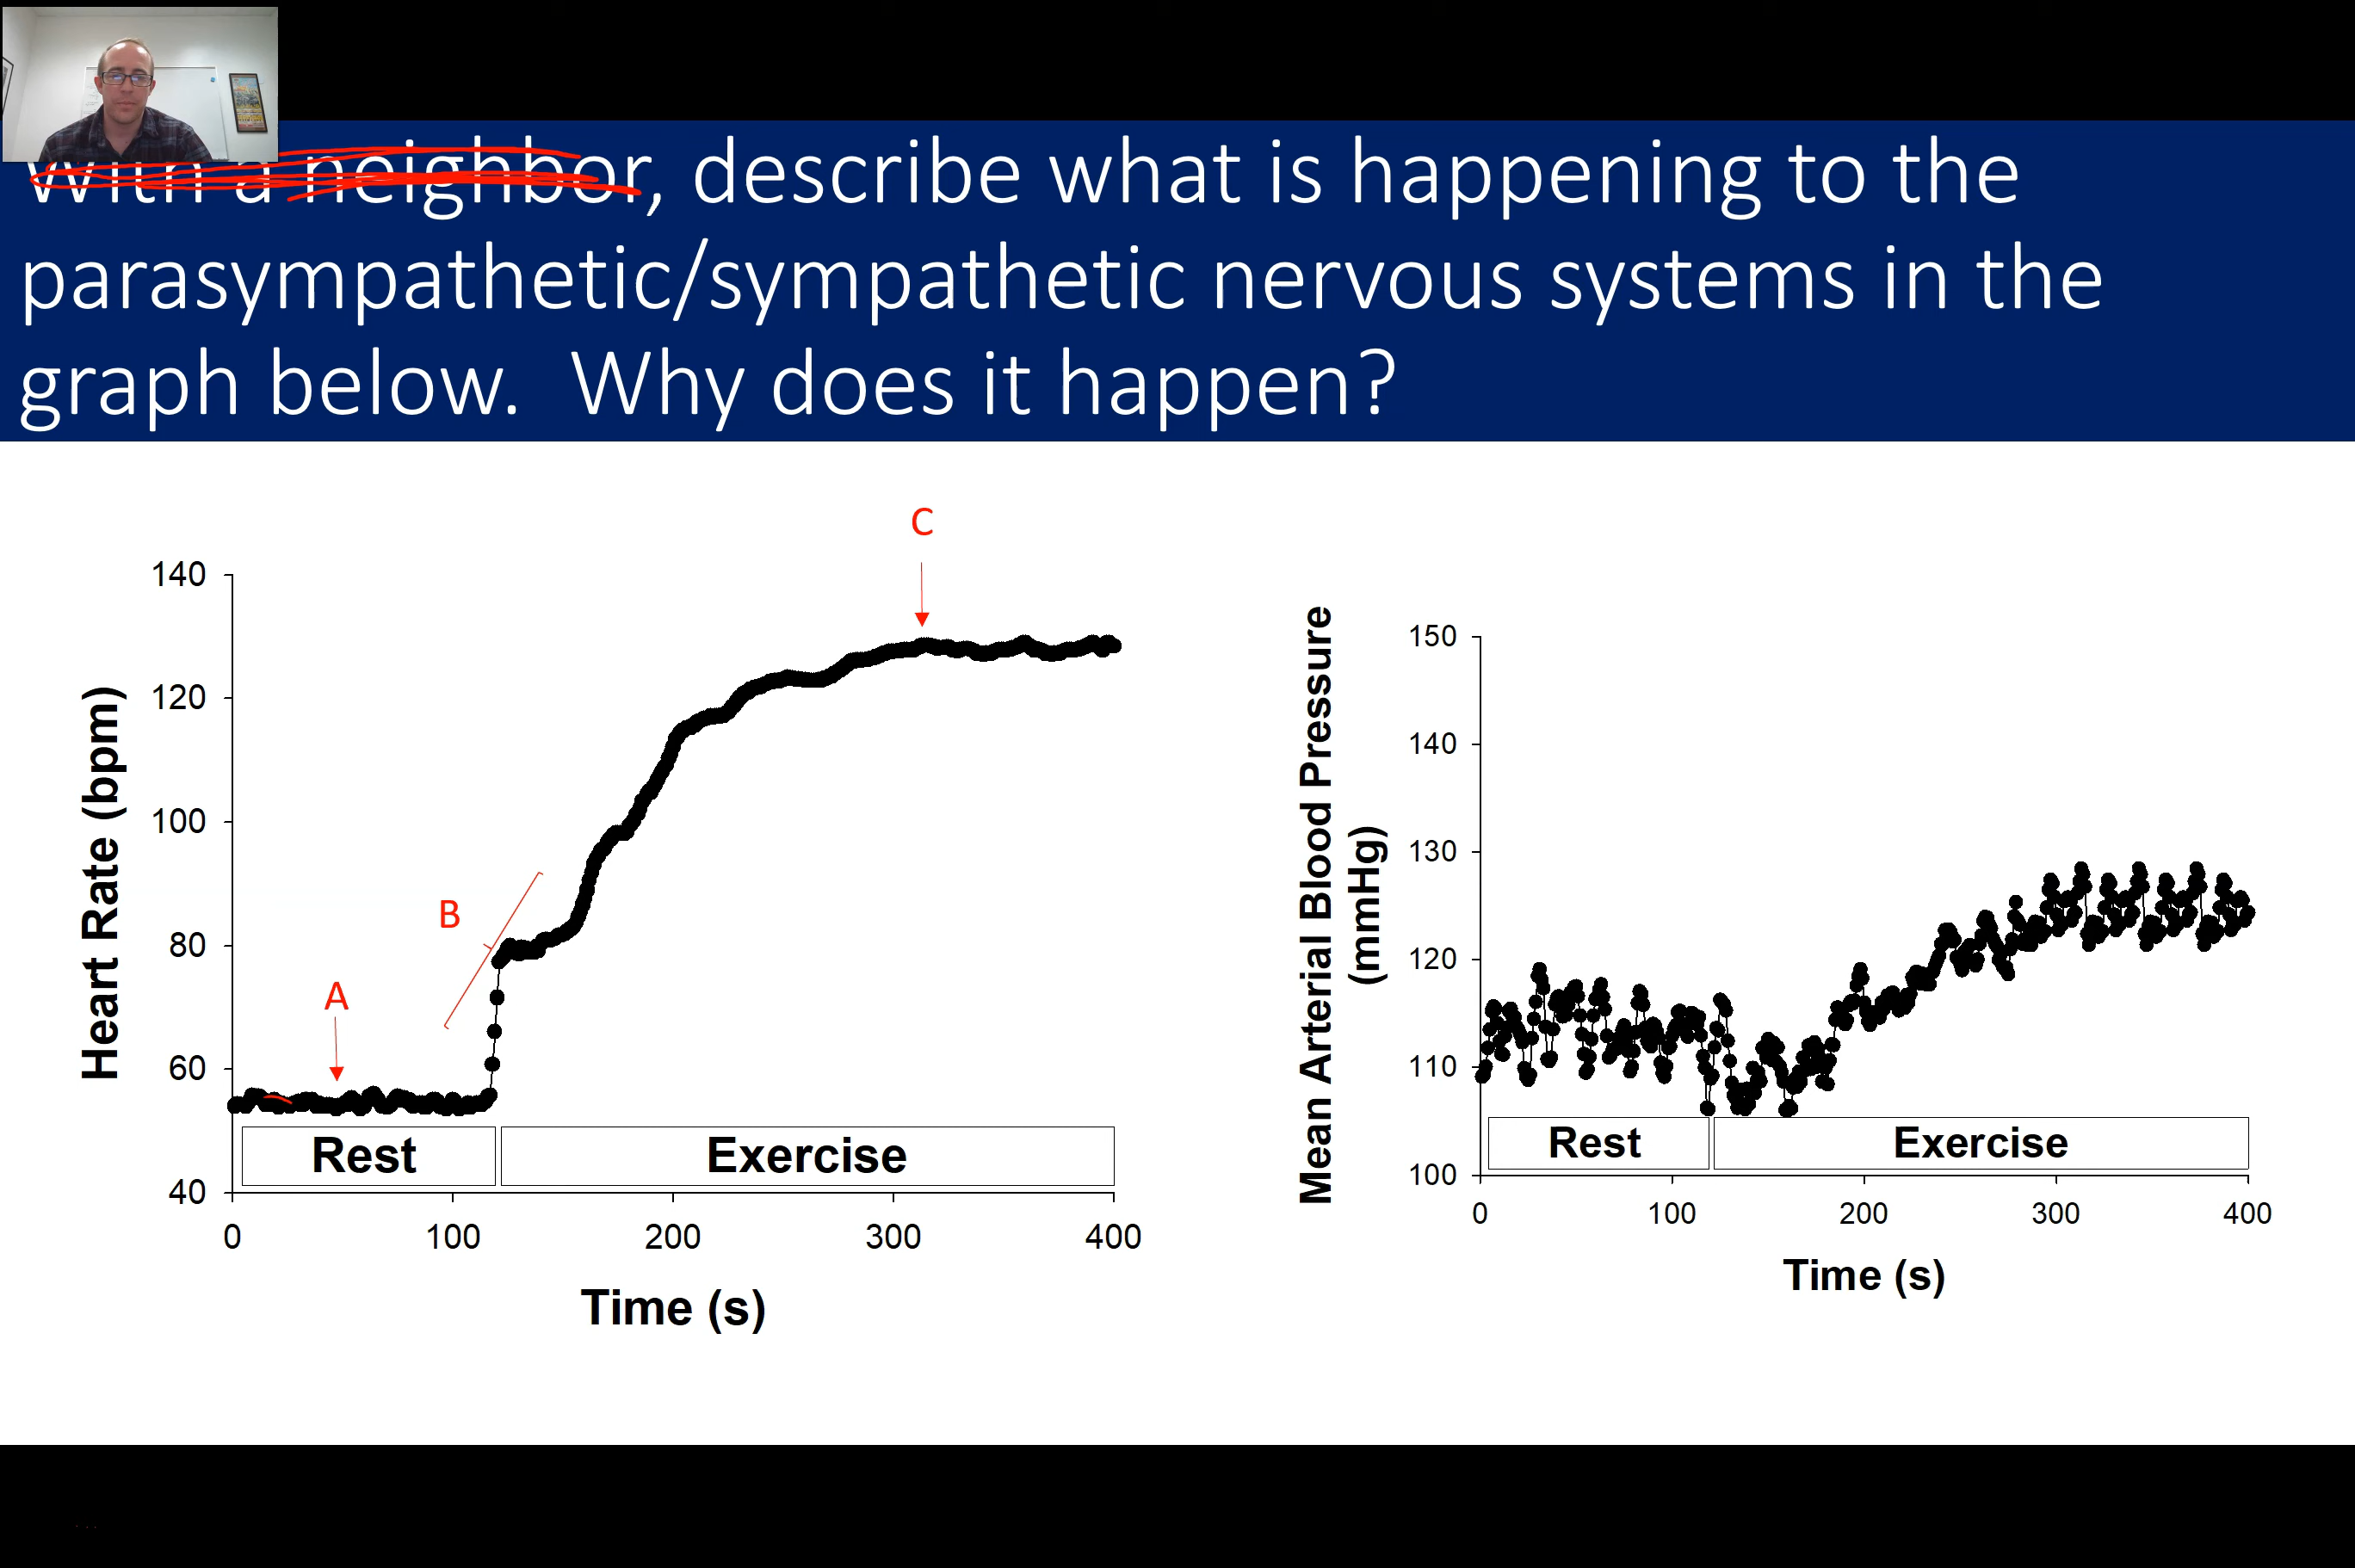 With a neighbor, describe what is happening to the
parasympathetic/sympathetic nervous systems in the
graph below. Why does it happen?
C
B
A
Heart Rate (bpm)
140
120
100
80
60
40
Rest
Exercise
0
100
200
300
400
Time (s)
Mean Arterial Blood Pressure
(mmHg)
150
140
130
120
110
100
Rest
Exercise
0
100
200
300
400
Time (s)